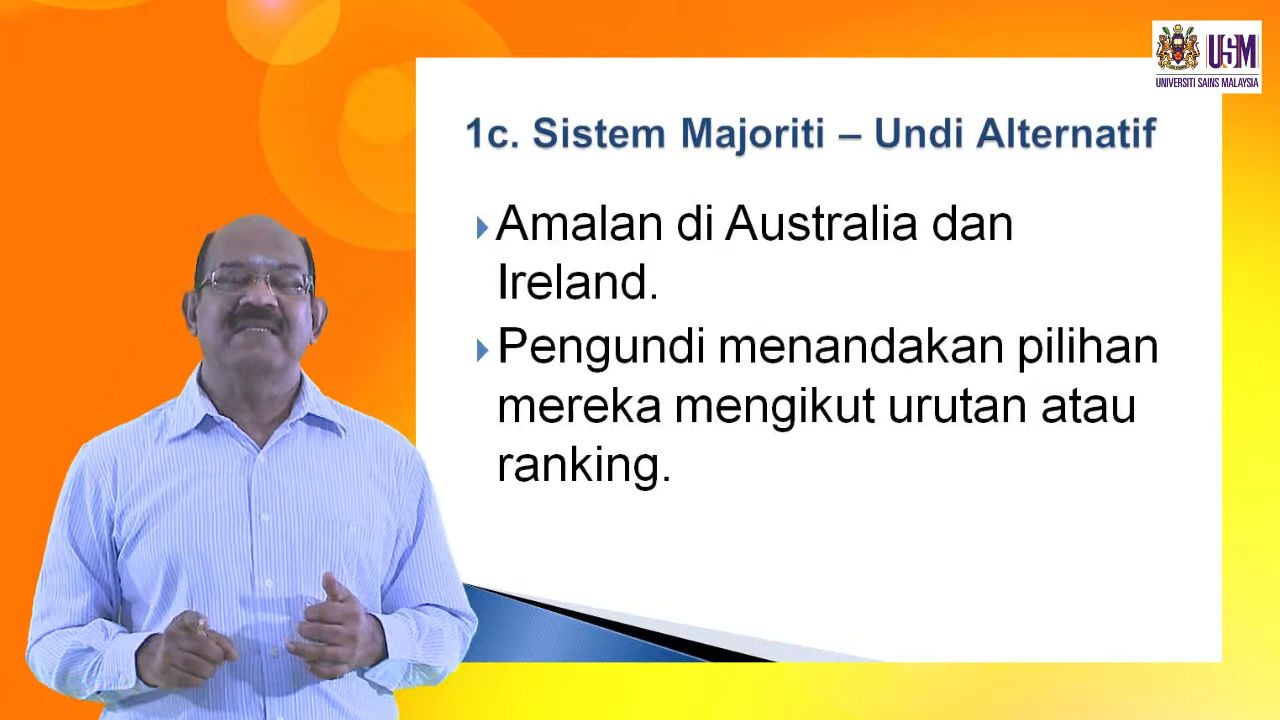 USM
UNIVERSITI SAINS MALAYSIA
1c. Sistem Majoriti – Undi Alternatif
Amalan di Australia dan
Ireland.
Pengundi menandakan pilihan
mereka mengikut urutan atau
ranking.